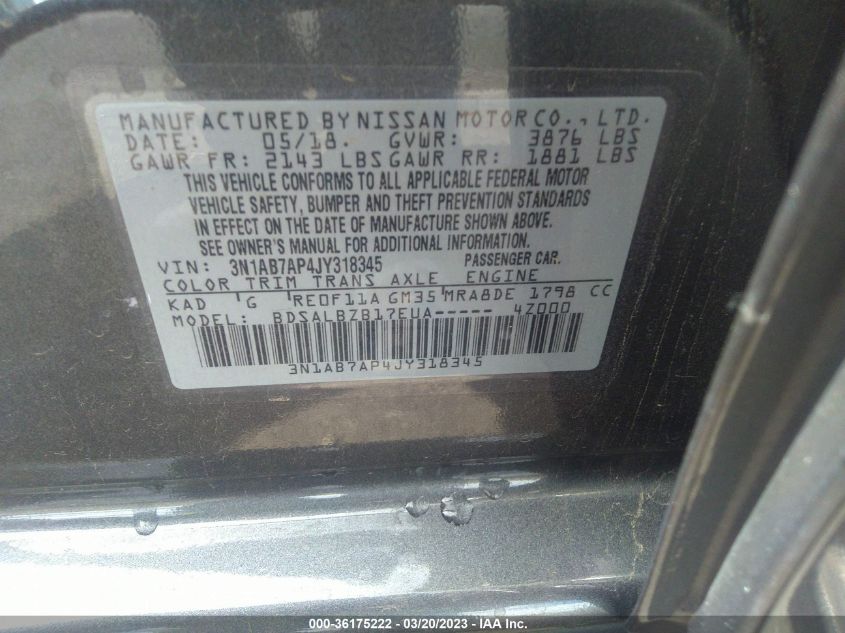 MANUFACTURED BY NISSAN MOTOR CO., LTD.
DATE: 05/18. GVWR: 3876 LBS
GAWR FR: 2143 LBS GAWR RR: 1881 LBS
THIS VEHICLE CONFORMS TO ALL APPLICABLE FEDERAL MOTOR
VEHICLE SAFETY, BUMPER AND THEFT PREVENTION STANDARDS
IN EFFECT ON THE DATE OF MANUFACTURE SHOWN ABOVE.
SEE OWNER'S MANUAL FOR ADDITIONAL INFORMATION.
VIN: 3N1AB7AP4JY318345 PASSENGER CAR.
COLOR TRIM TRANS AXLE ENGINE
KAD G RE0F11A GM35 MRA8DE 1798 CC
MODEL: BDSALBZB17EUA----- 4Z000
3N1AB7AP4JY318345
000-36175222 - 03/20/2023 - IAAI - Copart, Inc.